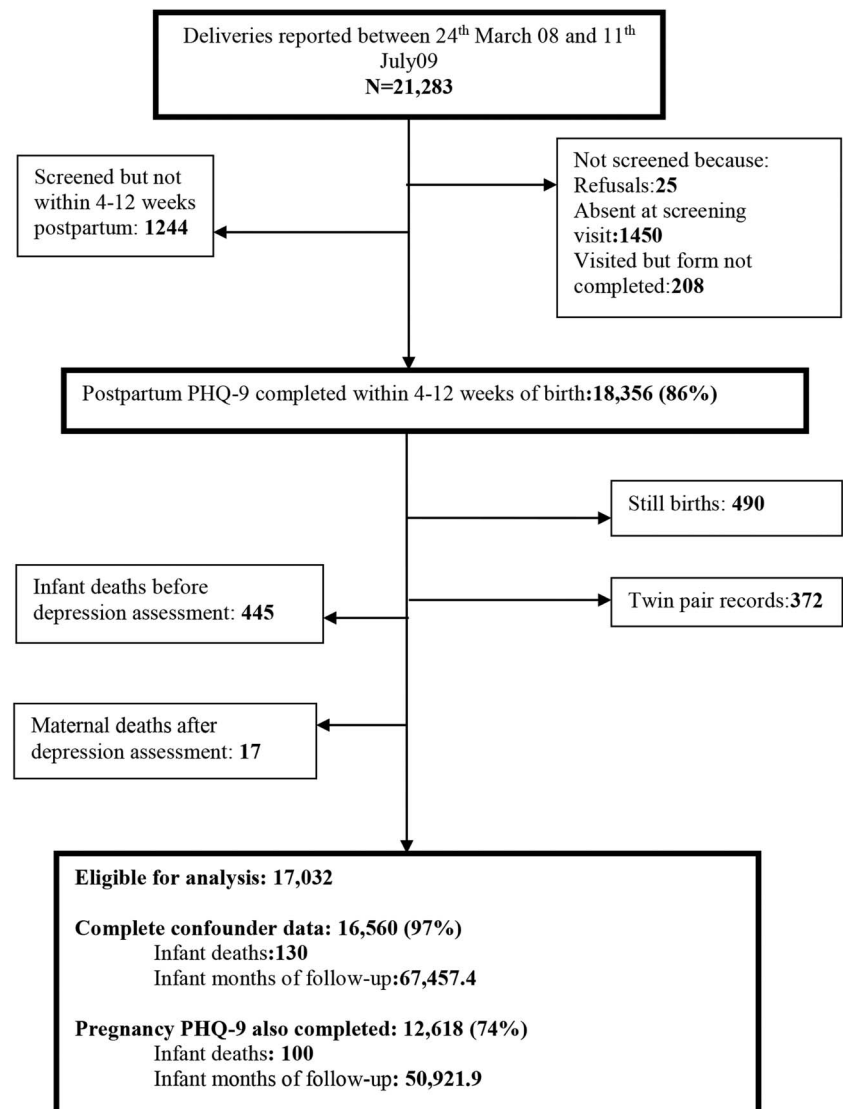 Deliveries reported between 24th March 08 and 11th
July09
N=21,283
Screened but not
within 4-12 weeks
postpartum: 1244
Not screened because:
Refusals:25
Absent at screening
visit:1450
Visited but form not
completed:208
Postpartum PHQ-9 completed within 4-12 weeks of birth:18,356 (86%)
Still births: 490
Infant deaths before
depression assessment: 445
Twin pair records:372
Maternal deaths after
depression assessment: 17
Eligible for analysis: 17,032
Complete confounder data: 16,560 (97%)
Infant deaths:130
Infant months of follow-up:67,457.4
Pregnancy PHQ-9 also completed: 12,618 (74%)
Infant deaths: 100
Infant months of follow-up: 50,921.9